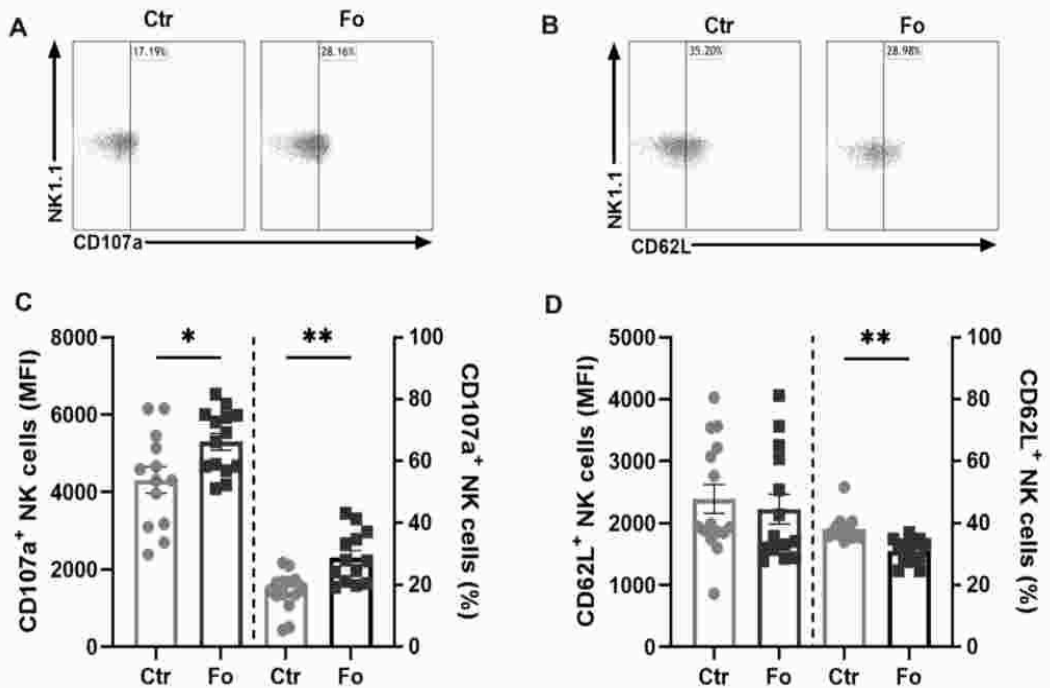 A
Ctr
Fo
17.19%
28.16%
NK1.1
CD107a
B
Ctr
Fo
35.20%
28.98%
NK1.1
CD62L
C
CD107a⁺ NK cells (MFI)
8000
6000
4000
2000
0
*
**
100
80
60
40
20
0
CD107a⁺ NK cells (%)
Ctr
Fo
Ctr
Fo
D
CD62L⁺ NK cells (MFI)
5000
4000
3000
2000
1000
0
**
100
80
60
40
20
0
CD62L⁺ NK cells (%)
Ctr
Fo
Ctr
Fo